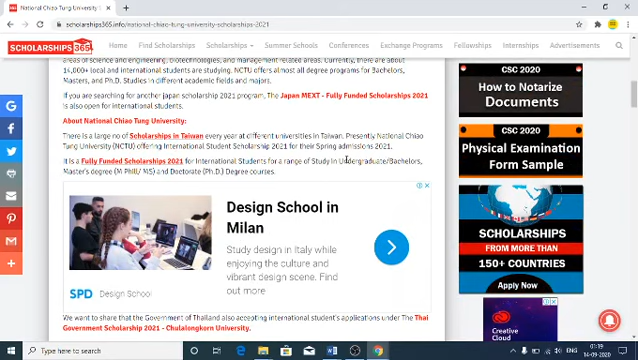 National Chiao Tung University S
scholarships365.info/national-chiao-tung-university-scholarships-2021
SCHOLARSHIPS 365
Home Find Scholarships Scholarships Summer Schools Conferences Exchange Programs Fellowships Internships Advertisements
areas of science and engineering, biotechnologies, and management related areas. Currently, there are about
14,000+ local and international students are studying. NCTU offers almost all degree programs for Bachelors,
Masters, and Ph.D. Studies in different academic fields and majors.
If you are searching for another japan scholarship 2021 program, The Japan MEXT - Fully Funded Scholarships 2021
is also open for international students.
About National Chiao Tung University:
There is a large no of Scholarships in Taiwan every year at different universities in Taiwan. Presently National Chiao
Tung University (NCTU) offering International Student Scholarship 2021 for their Spring admissions 2021.
It is a Fully Funded Scholarships 2021 for International Students for a range of Study in Undergraduate/Bachelors,
Master's degree (M Phill/ MS) and Doctorate (Ph.D.) Degree courses.
Design School in
Milan
Study design in Italy while
enjoying the culture and
vibrant design scene. Find
out more
SPD Design School
We want to share that the Government of Thailand also accepting international student's applications under The Thai
Government Scholarship 2021 - Chulalongkorn University.
CSC 2020
How to Notarize
Documents
CSC 2020
Physical Examination
Form Sample
SCHOLARSHIPS
FROM MORE THAN
150+ COUNTRIES
Apply Now
Creative
Cloud
Type here to search
ENG
01:19
14-09-2020